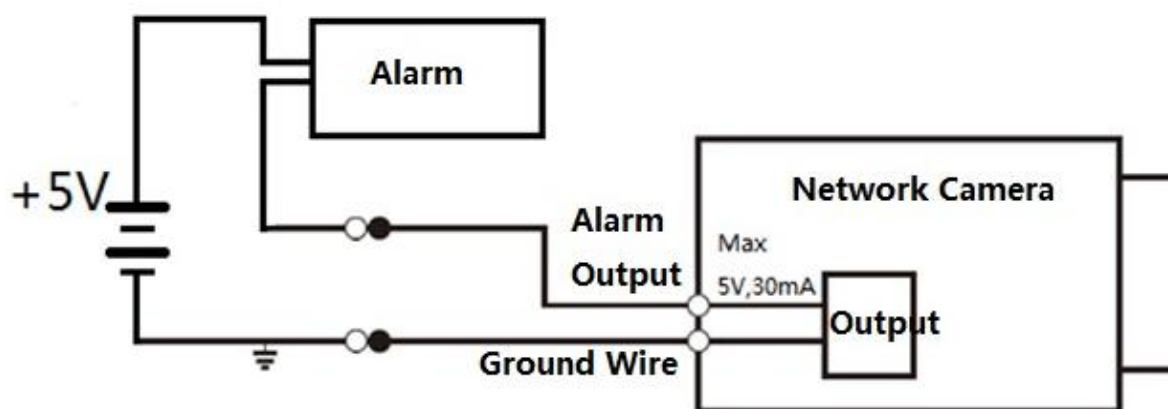 Alarm
+5V
Network Camera
Alarm
Output
Max
5V,30mA
Output
Ground Wire